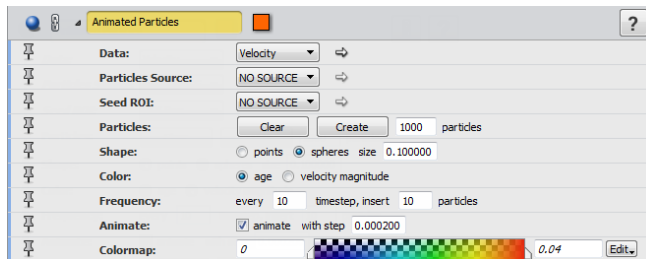 Animated Particles ?
Data: Velocity
Particles Source: NO SOURCE
Seed ROI: NO SOURCE
Particles: Clear Create 1000 particles
Shape: points spheres size 0.100000
Color: age velocity magnitude
Frequency: every 10 timestep, insert 10 particles
Animate: animate with step 0.000200
Colormap: 0 0.04 Edit